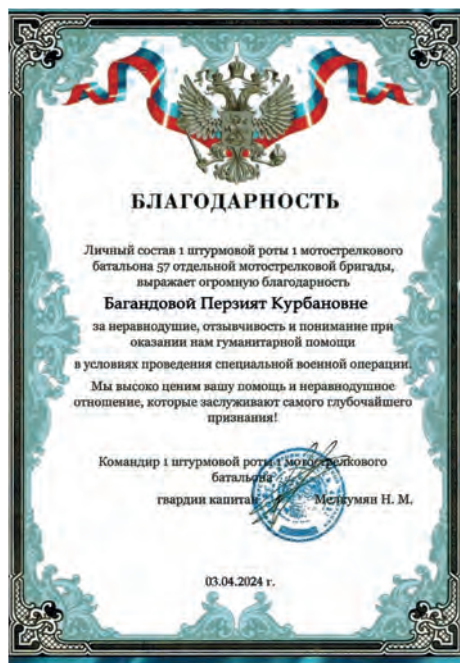 БЛАГОДАРНОСТЬ
Личный состав 1 штурмовой роты 1 мотострелкового
батальона 57 отдельной мотострелковой бригады,
выражает огромную благодарность
Багандовой Перзият Курбановне
за неравнодушие, отзывчивость и понимание при
оказании нам гуманитарной помощи
в условиях проведения специальной военной операции.
Мы высоко ценим вашу помощь и неравнодушное
отношение, которые заслуживают самого глубочайшего
признания!
Командир 1 штурмовой роты 1 мотострелкового
батальона
гвардии капитан Мелкумян Н. М.
03.04.2024 г.